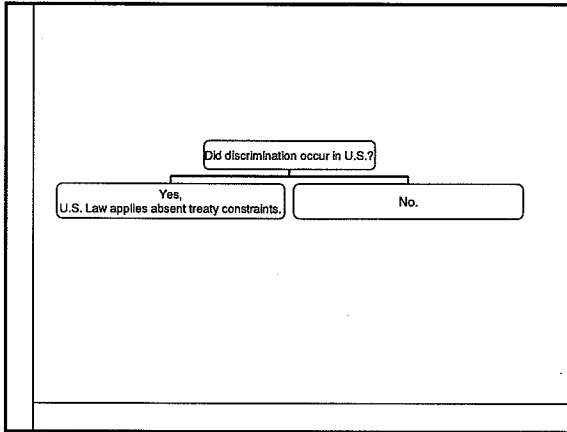 Did discrimination occur in U.S.?
Yes,
U.S. Law applies absent treaty constraints.
No.